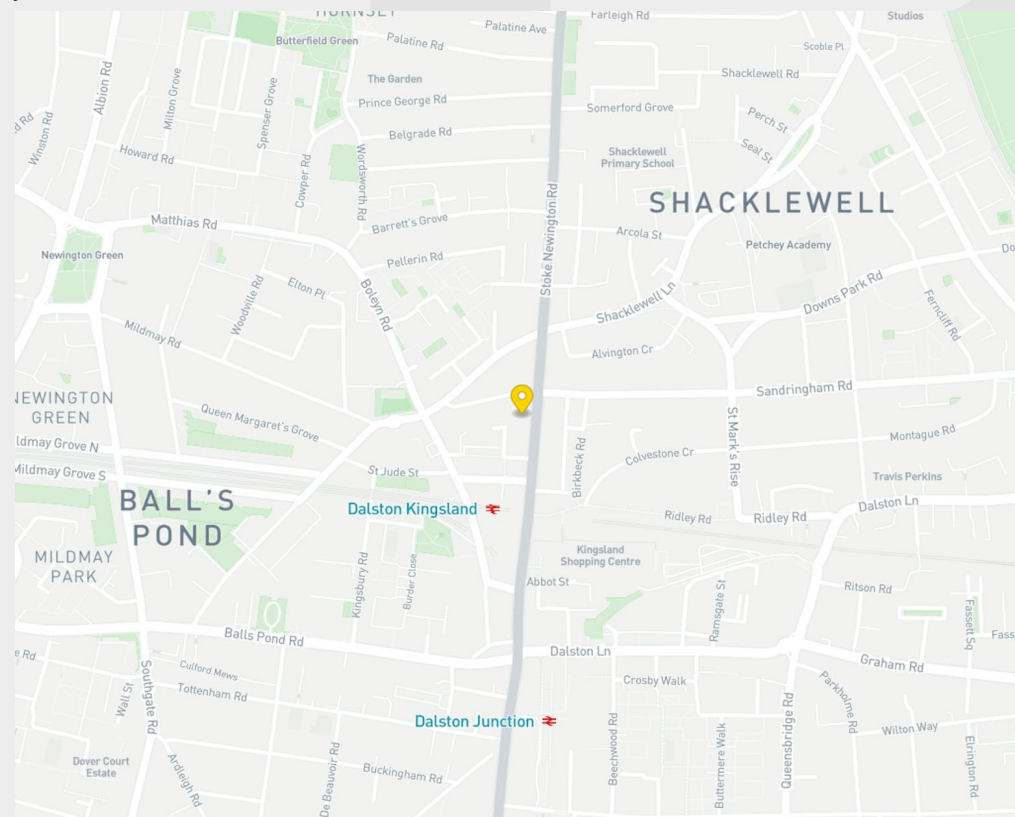 HORNSEY
Palatine Ave
Farleigh Rd
Studios
Butterfield Green
Palatine Rd
Scoble Pl
Albion Rd
Milton Grove
Spenser Grove
The Garden
Shacklewell Rd
Prince George Rd
Somerford Grove
Winston Rd
Belgrade Rd
Perch St
Howard Rd
Cowper Rd
Wordsworth Rd
Shacklewell
Primary School
Seal St
SHACKLEWELL
Matthias Rd
Barrett's Grove
Stoke Newington Rd
Arcola St
Petchey Academy
Newington Green
Pellerin Rd
Elton Pl
Woodville Rd
Boleyn Rd
Shacklewell Ln
Downs Park Rd
Ferncliff Rd
Mildmay Rd
Alvington Cr
Sandringham Rd
NEWINGTON
GREEN
Queen Margaret's Grove
St Mark's Rise
Montague Rd
ldmay Grove N
Birkbeck Rd
Colvestone Cr
Mildmay Grove S
St Jude St
Travis Perkins
BALL'S
POND
Dalston Kingsland
Ridley Rd
Ridley Rd
Dalston Ln
MILDMAY
PARK
Kingsland
Shopping Centre
Kingsbury Rd
Burder Close
Abbot St
Ramsgate St
Ritson Rd
Fassett Sq
Fass
Balls Pond Rd
Dalston Ln
Graham Rd
e Rd
Culford Mews
Crosby Walk
Wall St
Southgate Rd
Tottenham Rd
Parkholme Rd
Queensbridge Rd
Dalston Junction
Wilton Way
Beechwood Rd
Buttermere Walk
Elrington Rd
Dover Court
Estate
Ardleigh Rd
De Beauvoir Rd
Buckingham Rd